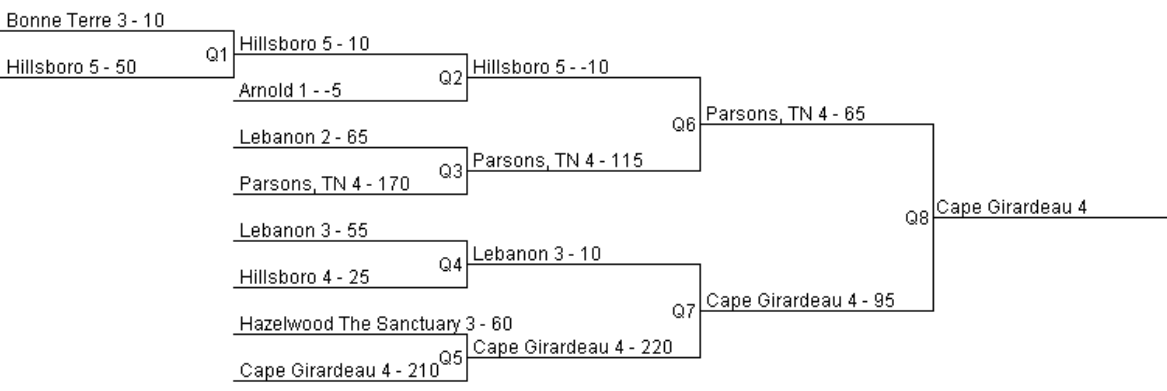 Bonne Terre 3 - 10
Hillsboro 5 - 10
Q1
Hillsboro 5 - 50
Hillsboro 5 - -10
Q2
Arnold 1 - -5
Parsons, TN 4 - 65
Q6
Lebanon 2 - 65
Parsons, TN 4 - 115
Q3
Parsons, TN 4 - 170
Cape Girardeau 4
Q8
Lebanon 3 - 55
Lebanon 3 - 10
Q4
Hillsboro 4 - 25
Cape Girardeau 4 - 95
Q7
Hazelwood The Sanctuary 3 - 60
Cape Girardeau 4 - 220
Q5
Cape Girardeau 4 - 210